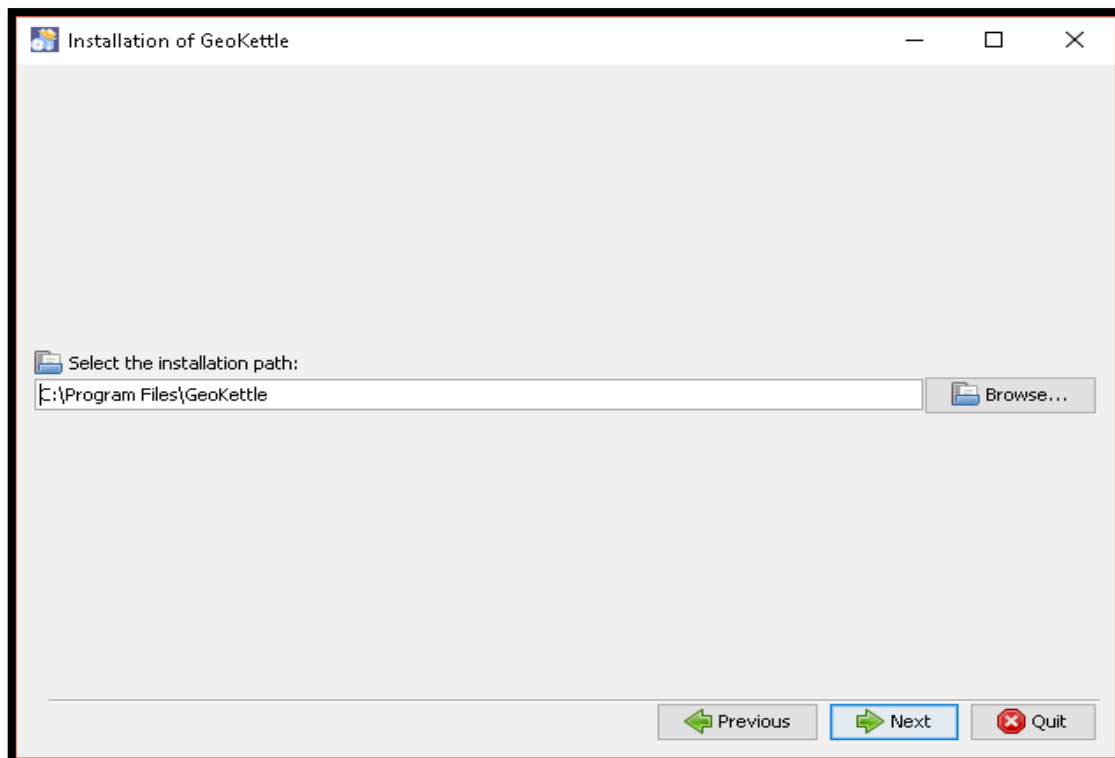 Installation of GeoKettle
Select the installation path:
C:\Program Files\GeoKettle
Browse...
Previous
Next
Quit